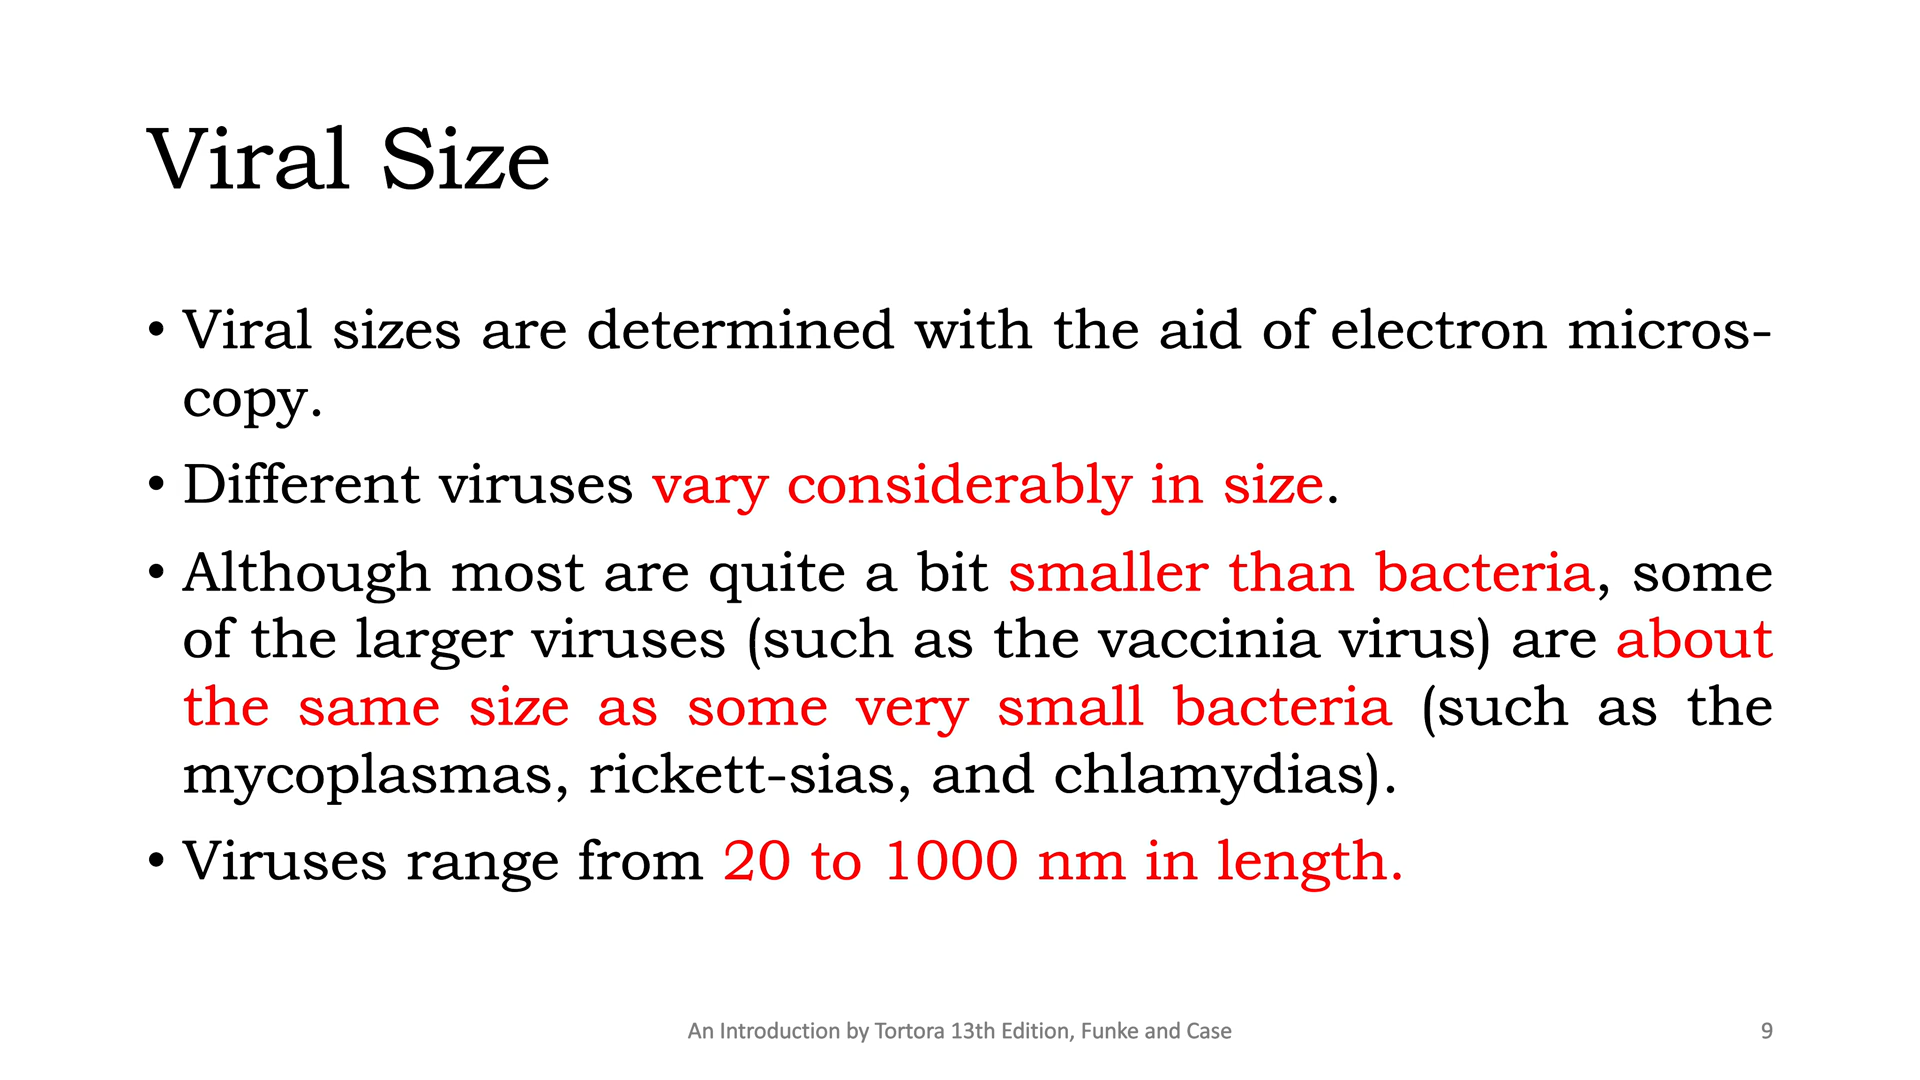 Viral Size
• Viral sizes are determined with the aid of electron micros-
copy.
• Different viruses vary considerably in size.
• Although most are quite a bit smaller than bacteria, some
of the larger viruses (such as the vaccinia virus) are about
the same size as some very small bacteria (such as the
mycoplasmas, rickett-sias, and chlamydias).
• Viruses range from 20 to 1000 nm in length.
An Introduction by Tortora 13th Edition, Funke and Case
9